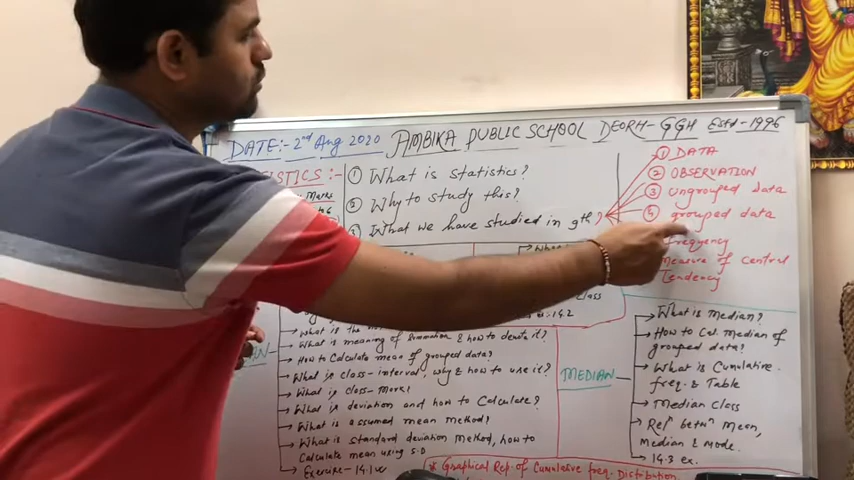 DATE:- 2nd Aug 2020 AMBIKA PUBLIC SCHOOL DEORI-GGH Estd-1996
① WHAT IS STATISTICS?
② WHY TO STUDY THIS?
③ WHAT WE HAVE STUDIED IN 9th?
① DATA
② OBSERVATION
③ Ungrouped Data
④ grouped data
frequency
Measure of Central
Tendency
14.2
What is meaning of Summation & HOW to denote it?
HOW to Calculate MEAN of grouped DATA?
What is class-interval, why & HOW to use it?
What is class-Mark?
What is deviation and HOW to Calculate?
What is a assumed mean Method?
What is Standard deviation Method, HOW to
Calculate mean using S.D
Exercise - 14.1
MEDIAN
What is Median?
HOW to Cal. Median of
grouped data?
What is Cumulative
freq. & Table
Median Class
Reln betwn Mean,
Median & Mode
14.3 ex.
* Graphical Rep. of Cumulative freq. Distribution